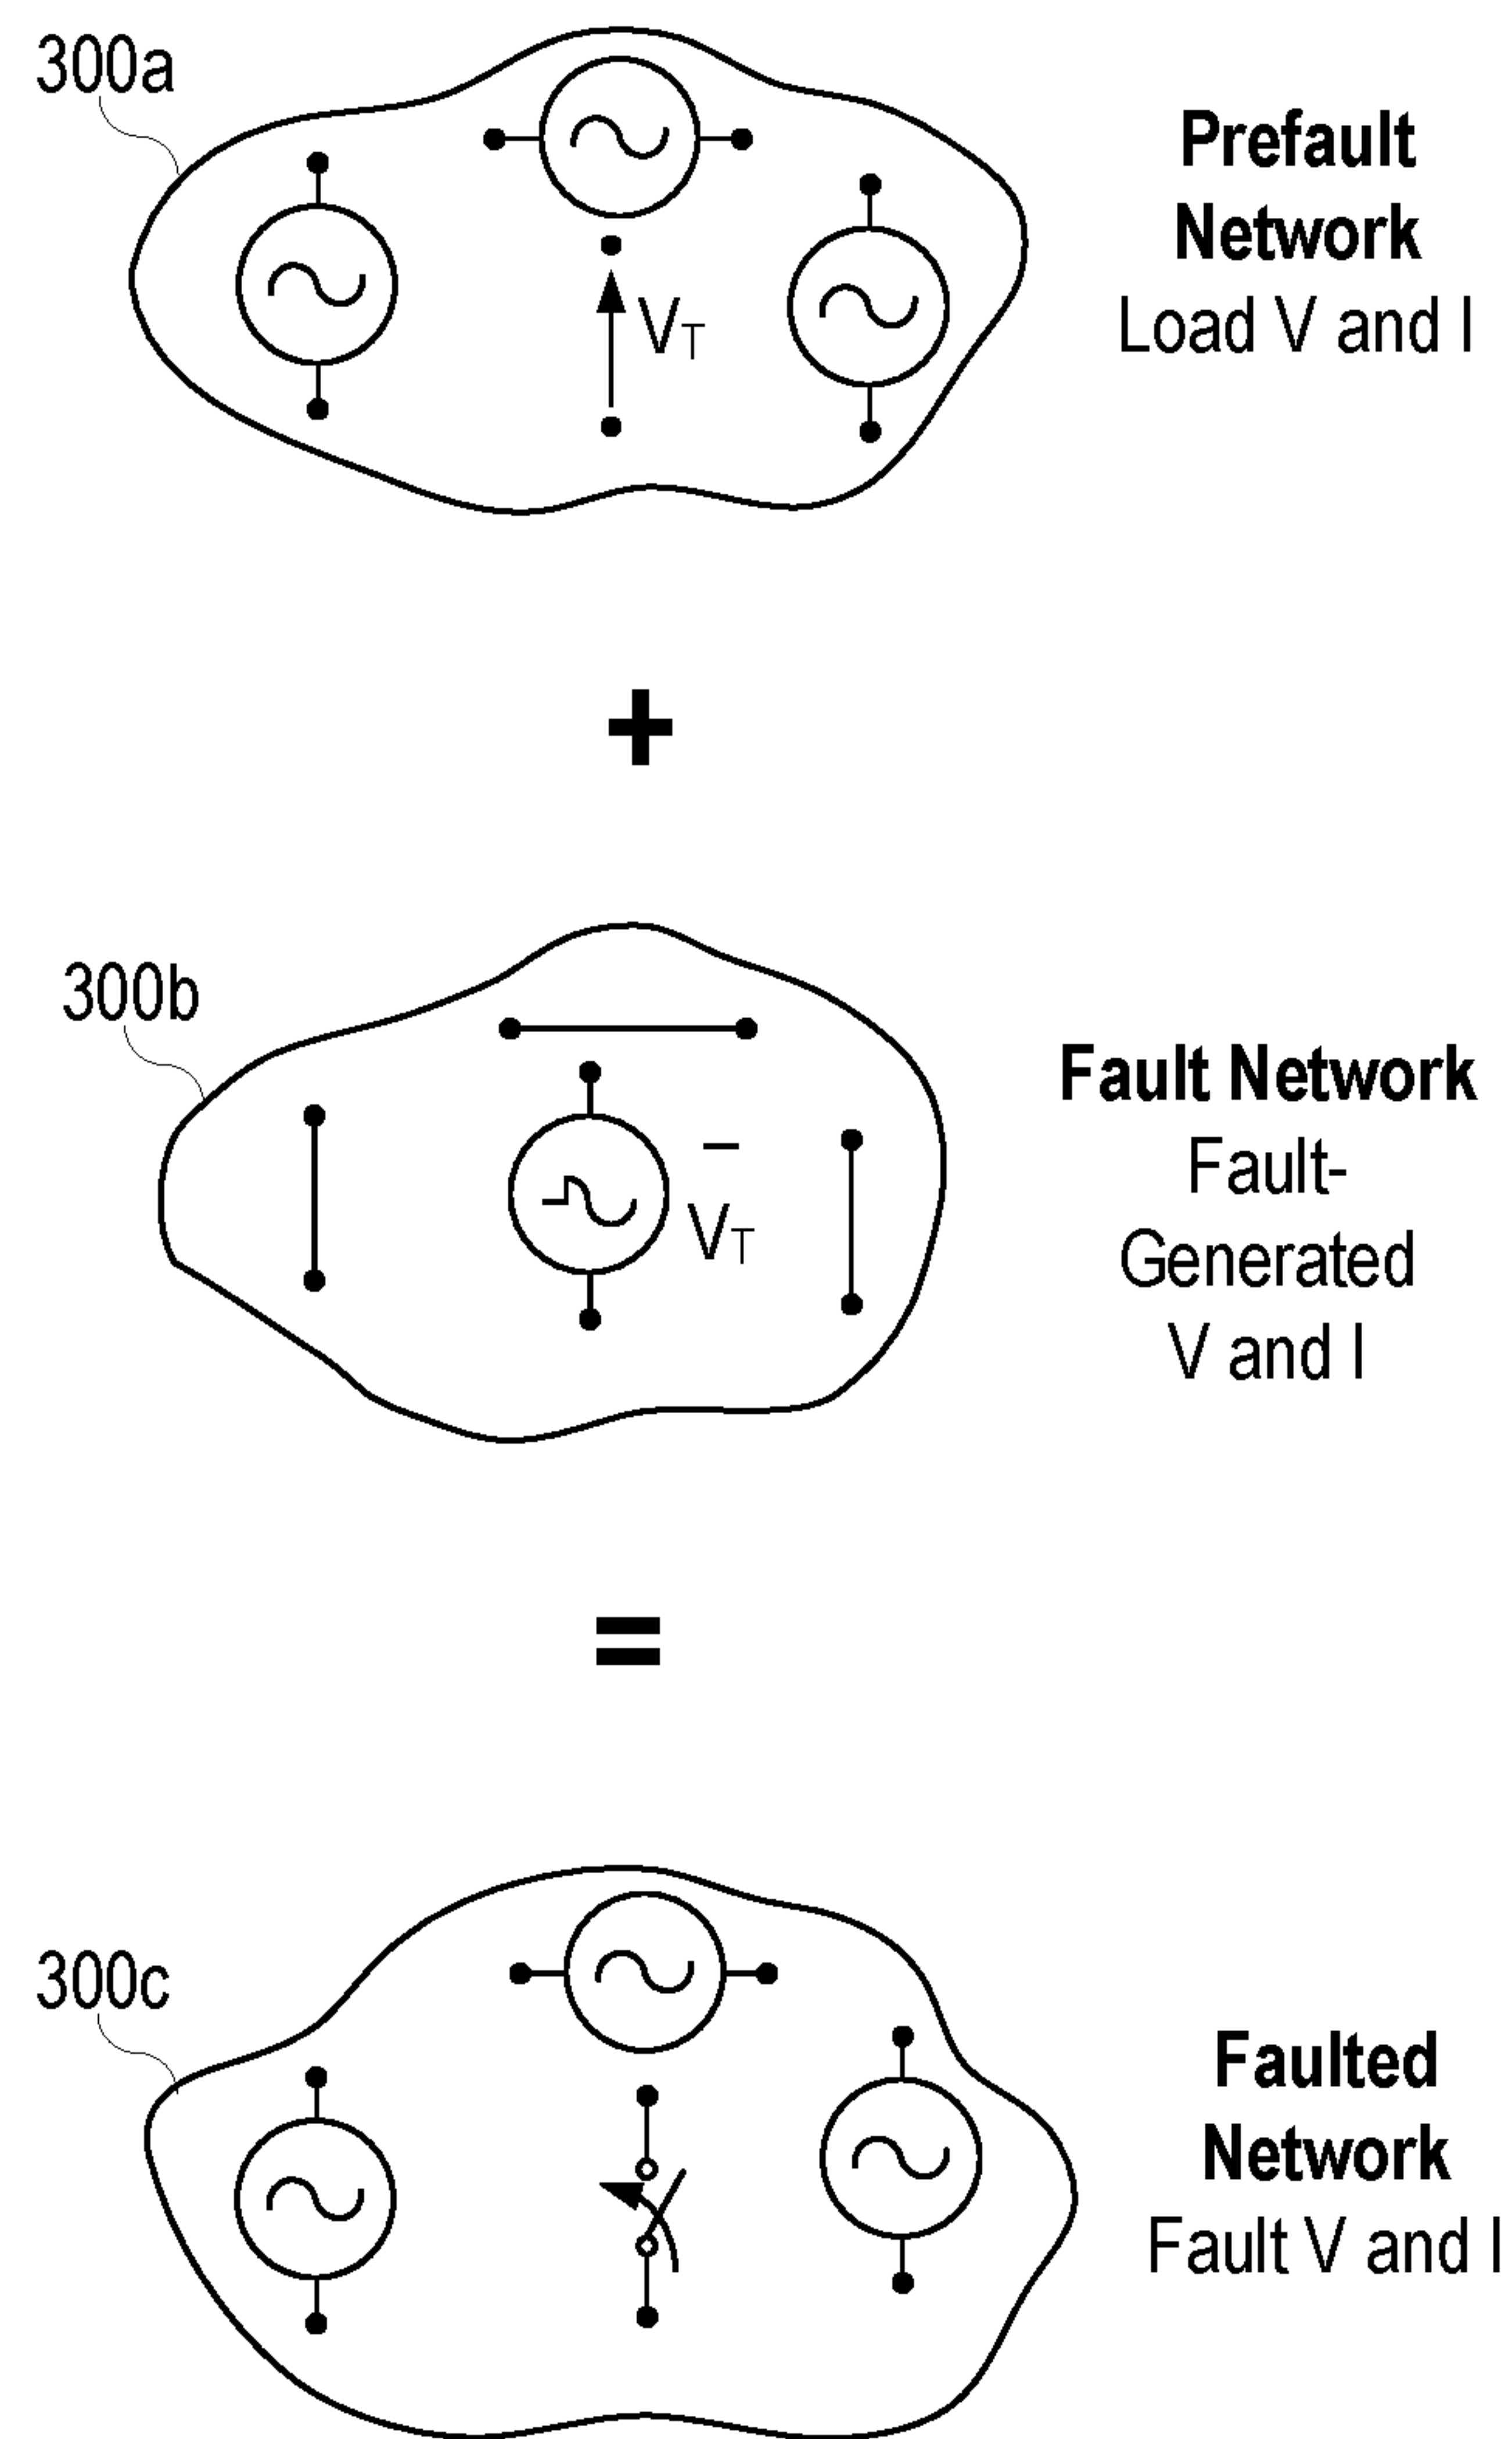 300a
Prefault
Network
Load V and I
VT
+
300b
Fault Network
Fault-
Generated
V and I
–
VT
=
300c
Faulted
Network
Fault V and I